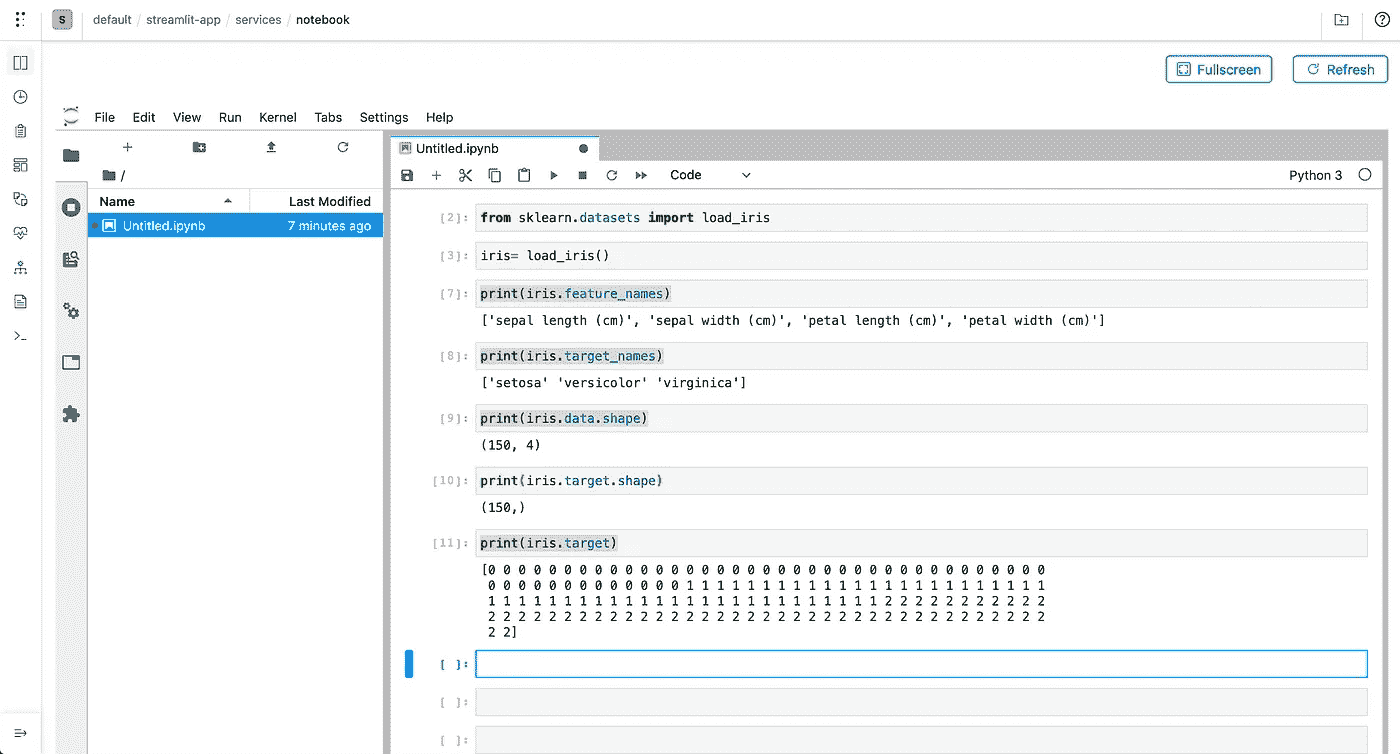 S default / streamlit-app / services / notebook
Fullscreen Refresh
File Edit View Run Kernel Tabs Settings Help
Untitled.ipynb
/
Code
Python 3
Name Last Modified
Untitled.ipynb 7 minutes ago
[2]: from sklearn.datasets import load_iris
[3]: iris= load_iris()
[7]: print(iris.feature_names)
['sepal length (cm)', 'sepal width (cm)', 'petal length (cm)', 'petal width (cm)']
[8]: print(iris.target_names)
['setosa' 'versicolor' 'virginica']
[9]: print(iris.data.shape)
(150, 4)
[10]: print(iris.target.shape)
(150,)
[11]: print(iris.target)
[0 0 0 0 0 0 0 0 0 0 0 0 0 0 0 0 0 0 0 0 0 0 0 0 0 0 0 0 0 0 0 0 0 0 0 0 0
0 0 0 0 0 0 0 0 0 0 0 0 0 1 1 1 1 1 1 1 1 1 1 1 1 1 1 1 1 1 1 1 1 1 1 1 1
1 1 1 1 1 1 1 1 1 1 1 1 1 1 1 1 1 1 1 1 1 1 1 1 1 1 2 2 2 2 2 2 2 2 2 2 2
2 2 2 2 2 2 2 2 2 2 2 2 2 2 2 2 2 2 2 2 2 2 2 2 2 2 2 2 2 2 2 2 2 2 2 2 2
2 2]
[ ]:
[ ]:
[ ]: